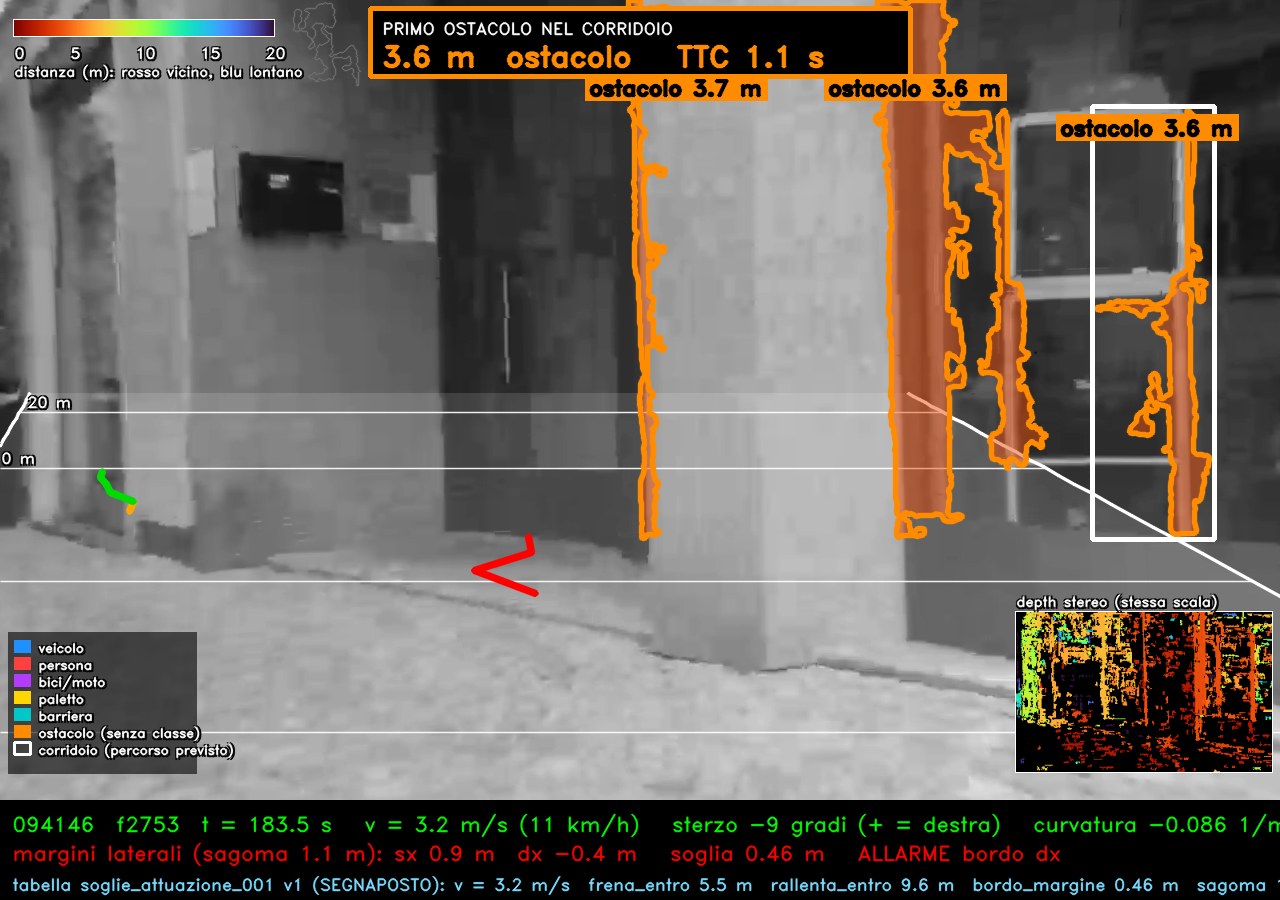 0 5 10 15 20
distanza (m): rosso vicino, blu lontano
PRIMO OSTACOLO NEL CORRIDOIO
3.6 m ostacolo TTC 1.1 s
ostacolo 3.7 m
ostacolo 3.6 m
ostacolo 3.6 m
20 m
0 m
depth stereo (stessa scala)
veicolo
persona
bici/moto
paletto
barriera
ostacolo (senza classe)
corridoio (percorso previsto)
094146 f2753 t = 183.5 s v = 3.2 m/s (11 km/h) sterzo -9 gradi (+ = destra) curvatura -0.086 1/m
margini laterali (sagoma 1.1 m): sx 0.9 m dx -0.4 m soglia 0.46 m ALLARME bordo dx
tabella soglie_attuazione_001 v1 (SEGNAPOSTO): v = 3.2 m/s frena_entro 5.5 m rallenta_entro 9.6 m bordo_margine 0.46 m sagoma